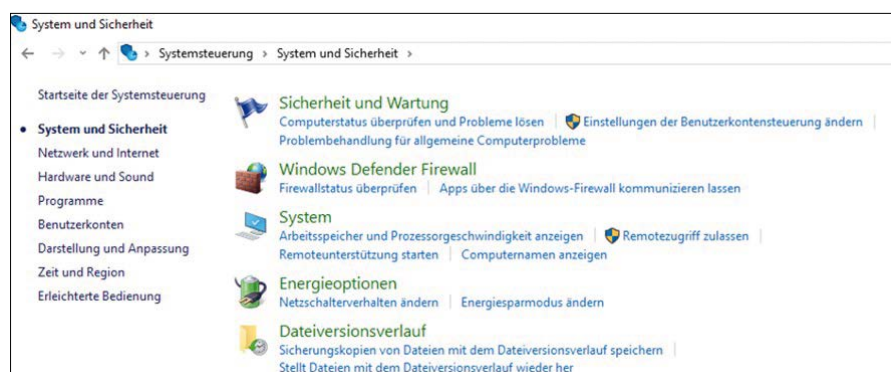 System und Sicherheit
Systemsteuerung › System und Sicherheit ›
Startseite der Systemsteuerung
System und Sicherheit
Netzwerk und Internet
Hardware und Sound
Programme
Benutzerkonten
Darstellung und Anpassung
Zeit und Region
Erleichterte Bedienung
Sicherheit und Wartung
Computerstatus überprüfen und Probleme lösen | Einstellungen der Benutzerkontensteuerung ändern |
Problembehandlung für allgemeine Computerprobleme
Windows Defender Firewall
Firewallstatus überprüfen | Apps über die Windows-Firewall kommunizieren lassen
System
Arbeitsspeicher und Prozessorgeschwindigkeit anzeigen | Remotezugriff zulassen |
Remoteunterstützung starten | Computernamen anzeigen
Energieoptionen
Netzschalterverhalten ändern | Energiesparmodus ändern
Dateiversionsverlauf
Sicherungskopien von Dateien mit dem Dateiversionsverlauf speichern |
Stellt Dateien mit dem Dateiversionsverlauf wieder her